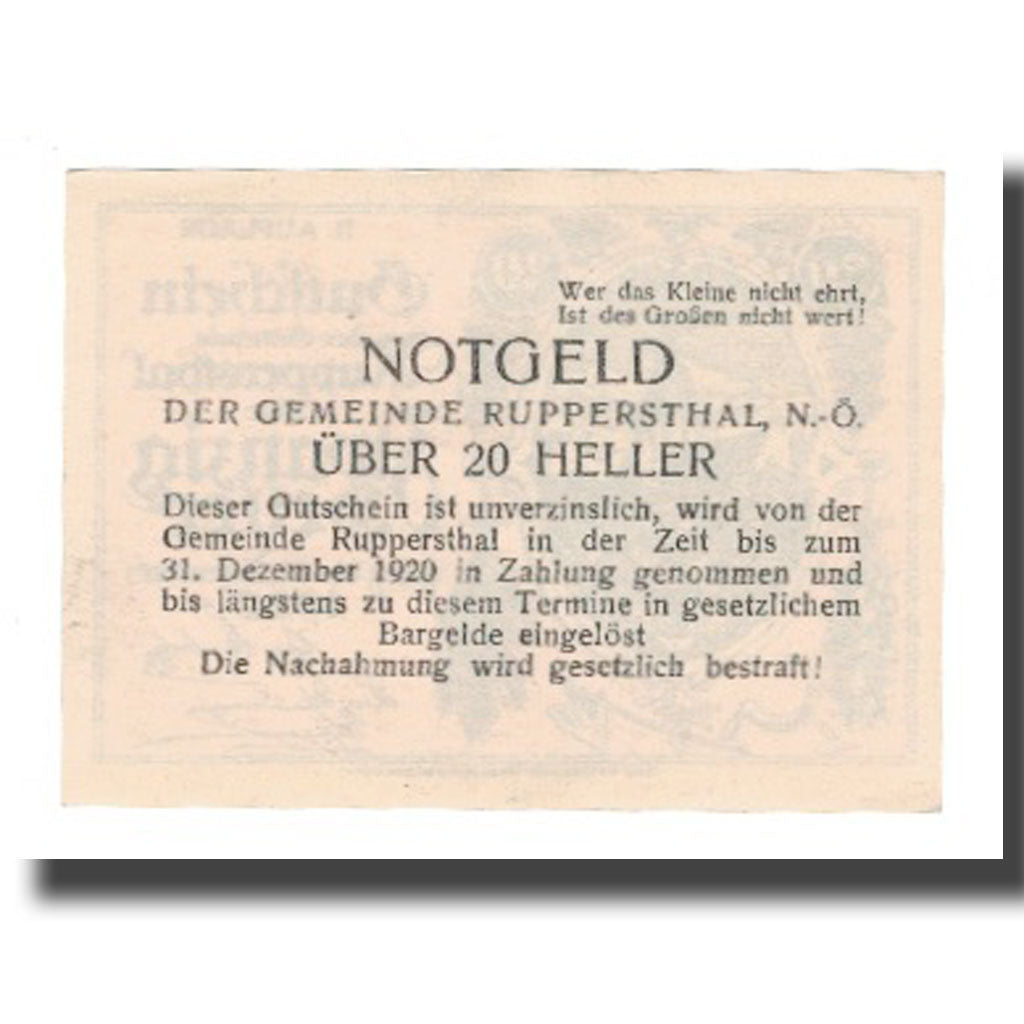 Wer das Kleine nicht ehrt,
Ist des Großen nicht wert!
NOTGELD
DER GEMEINDE RUPPERSTHAL, N.-Ö.
ÜBER 20 HELLER
Dieser Gutschein ist unverzinslich, wird von der
Gemeinde Ruppersthal in der Zeit bis zum
31. Dezember 1920 in Zahlung genommen und
bis längstens zu diesem Termine in gesetzlichem
Bargelde eingelöst
Die Nachahmung wird gesetzlich bestraft!